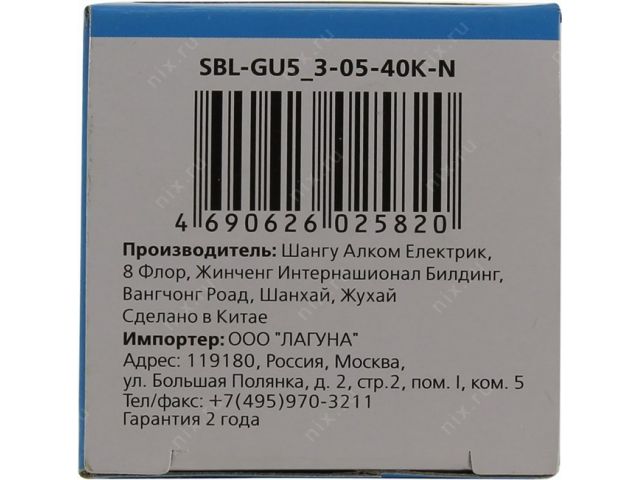 SBL-GU5_3-05-40K-N
4 690626 025820
Производитель: Шангу Алком Електрик,
8 Флор, Жинченг Интернашионал Билдинг,
Вангчонг Роад, Шанхай, Жухай
Сделано в Китае
Импортер: ООО "ЛАГУНА"
Адрес: 119180, Россия, Москва,
ул. Большая Полянка, д. 2, стр.2, пом. I, ком. 5
Тел/факс: +7(495)970-3211
Гарантия 2 года
nix.ru